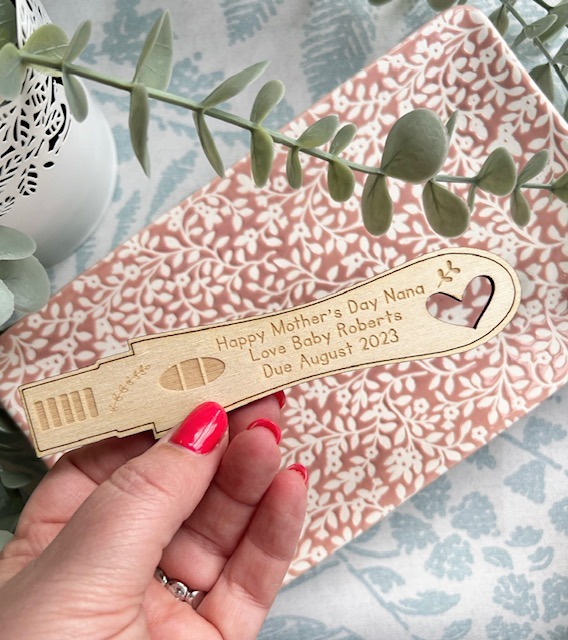 Happy Mother's Day Nana
Love Baby Roberts
Due August 2023